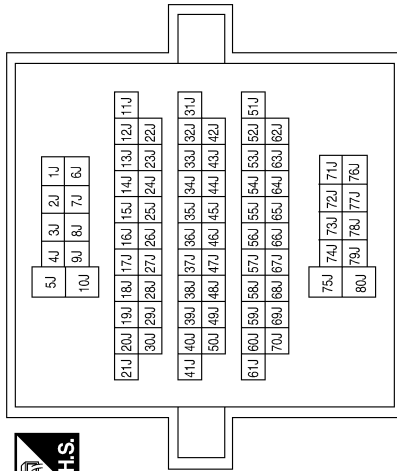 5J 4J 3J 2J 1J
10J 9J 8J 7J 6J
21J 20J 19J 18J 17J 16J 15J 14J 13J 12J 11J
30J 29J 28J 27J 26J 25J 24J 23J 22J
41J 40J 39J 38J 37J 36J 35J 34J 33J 32J 31J
50J 49J 48J 47J 46J 45J 44J 43J 42J
61J 60J 59J 58J 57J 56J 55J 54J 53J 52J 51J
70J 69J 68J 67J 66J 65J 64J 63J 62J
75J 74J 73J 72J 71J
80J 79J 78J 77J 76J
H.S.